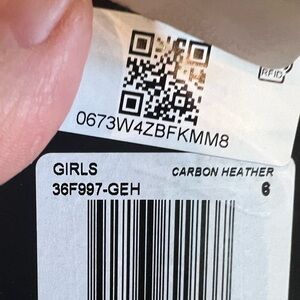 RFID
0673W4ZBFKMM8
GIRLS CARBON HEATHER
36F997-GEH 6